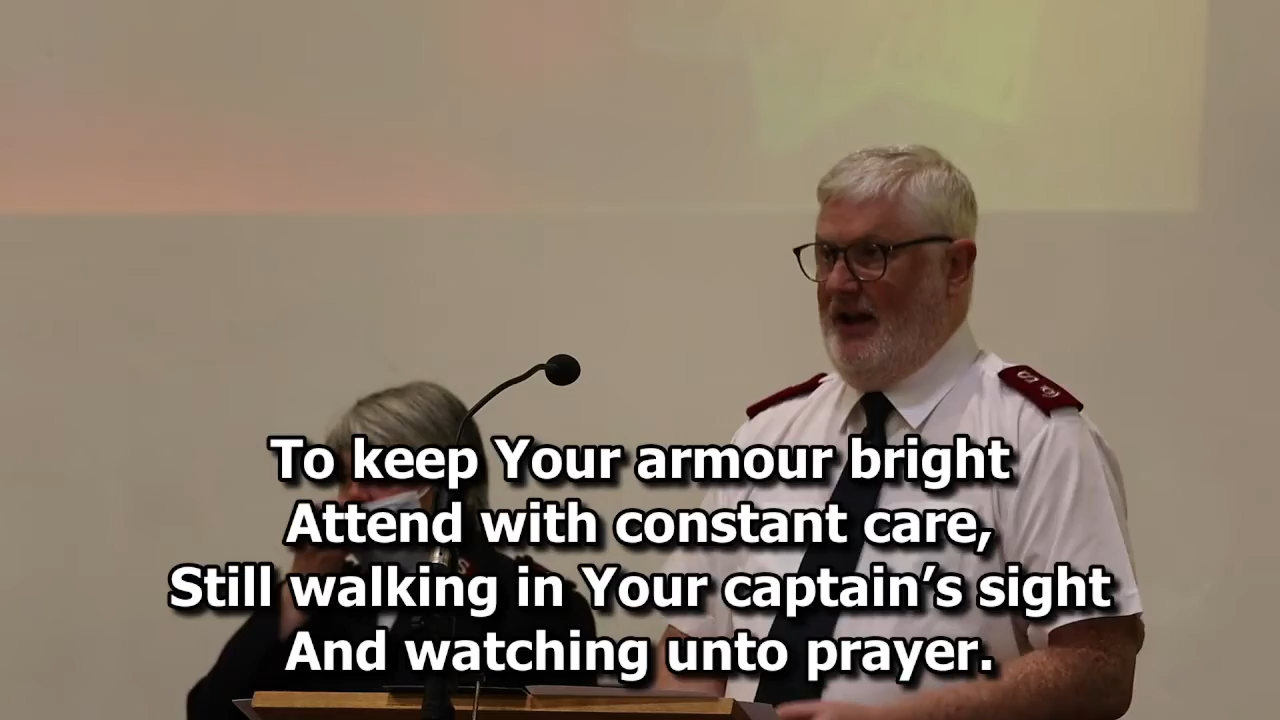 To keep Your armour bright
Attend with constant care,
Still walking in Your captain’s sight
And watching unto prayer.
S
S